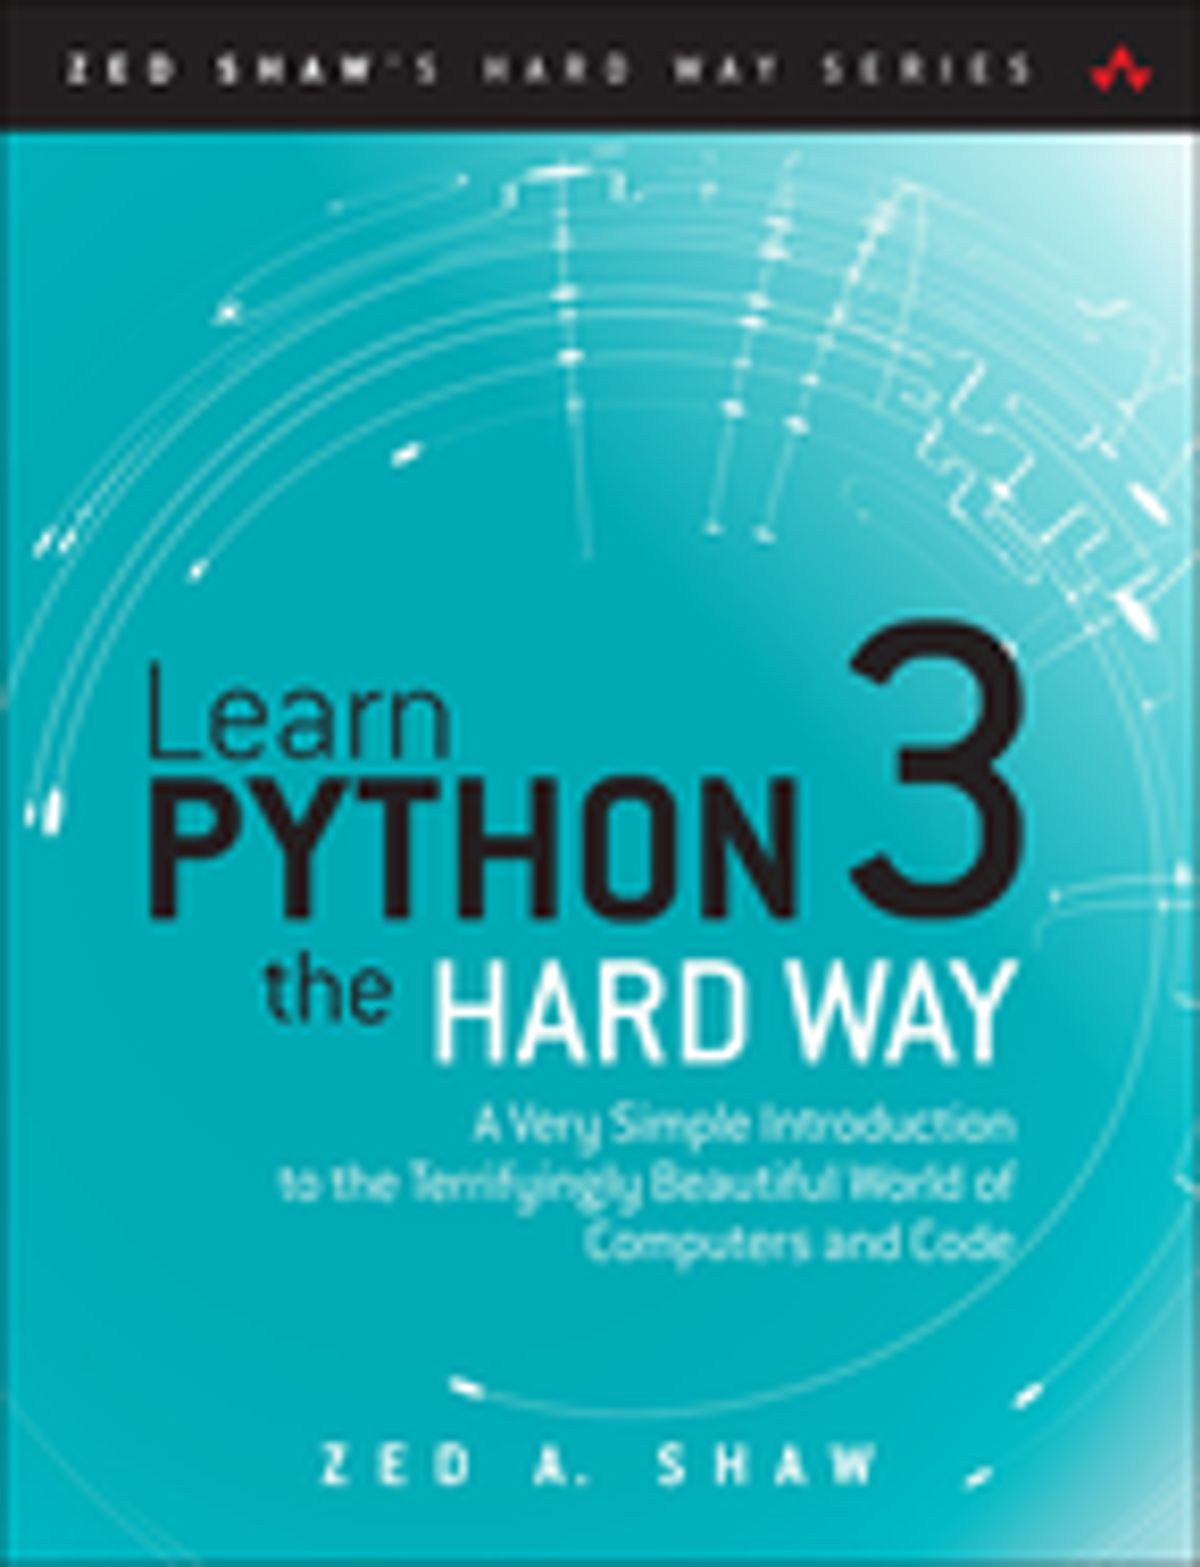 ZED SHAW'S HARD WAY SERIES
Learn
PYTHON 3
the HARD WAY
A Very Simple Introduction
to the Terrifyingly Beautiful World of
Computers and Code
ZED A. SHAW